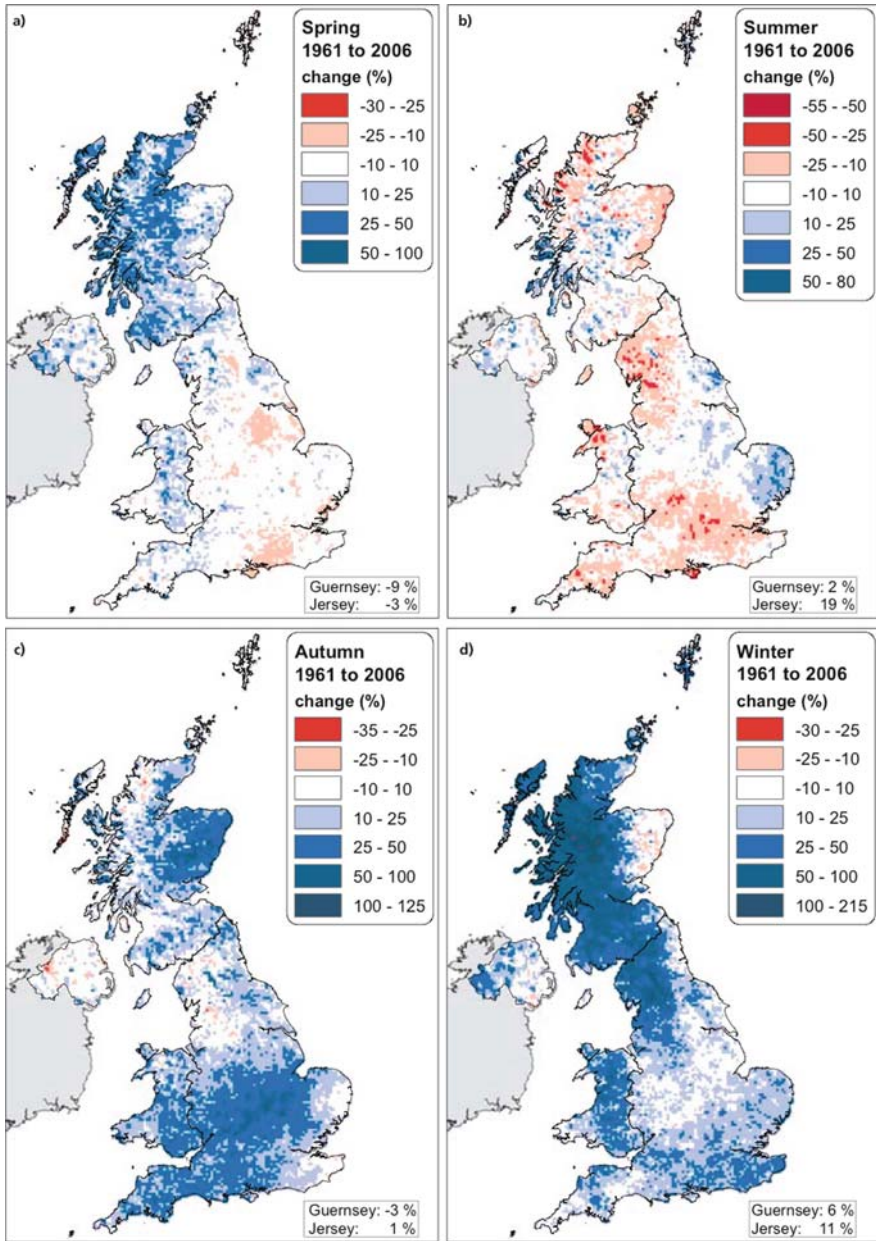 a)
Spring
1961 to 2006
change (%)
-30 - -25
-25 - -10
-10 - 10
10 - 25
25 - 50
50 - 100
Guernsey: -9 %
Jersey: -3 %
b)
Summer
1961 to 2006
change (%)
-55 - -50
-50 - -25
-25 - -10
-10 - 10
10 - 25
25 - 50
50 - 80
Guernsey: 2 %
Jersey: 19 %
c)
Autumn
1961 to 2006
change (%)
-35 - -25
-25 - -10
-10 - 10
10 - 25
25 - 50
50 - 100
100 - 125
Guernsey: -3 %
Jersey: 1 %
d)
Winter
1961 to 2006
change (%)
-30 - -25
-25 - -10
-10 - 10
10 - 25
25 - 50
50 - 100
100 - 215
Guernsey: 6 %
Jersey: 11 %